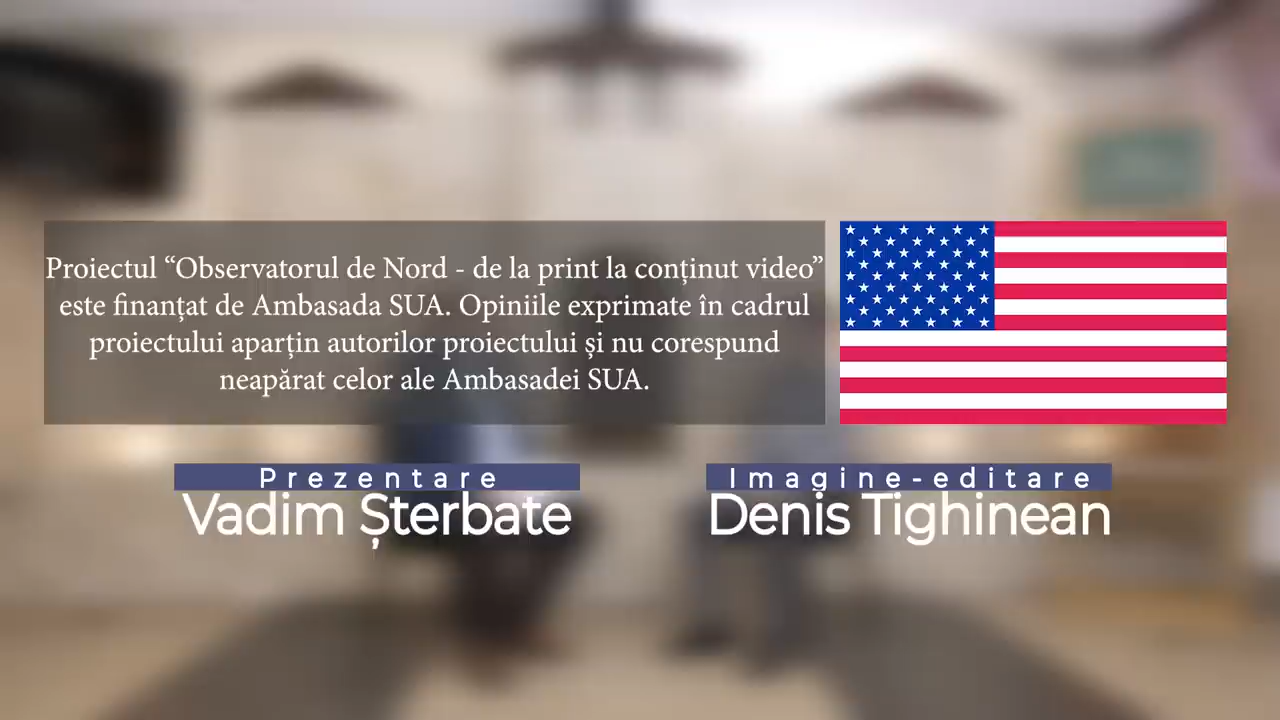 Proiectul “Observatorul de Nord - de la print la conținut video”
este finanțat de Ambasada SUA. Opiniile exprimate în cadrul
proiectului aparțin autorilor proiectului și nu corespund
neapărat celor ale Ambasadei SUA.
Prezentare
Vadim Șterbate
Imagine-editare
Denis Tighinean